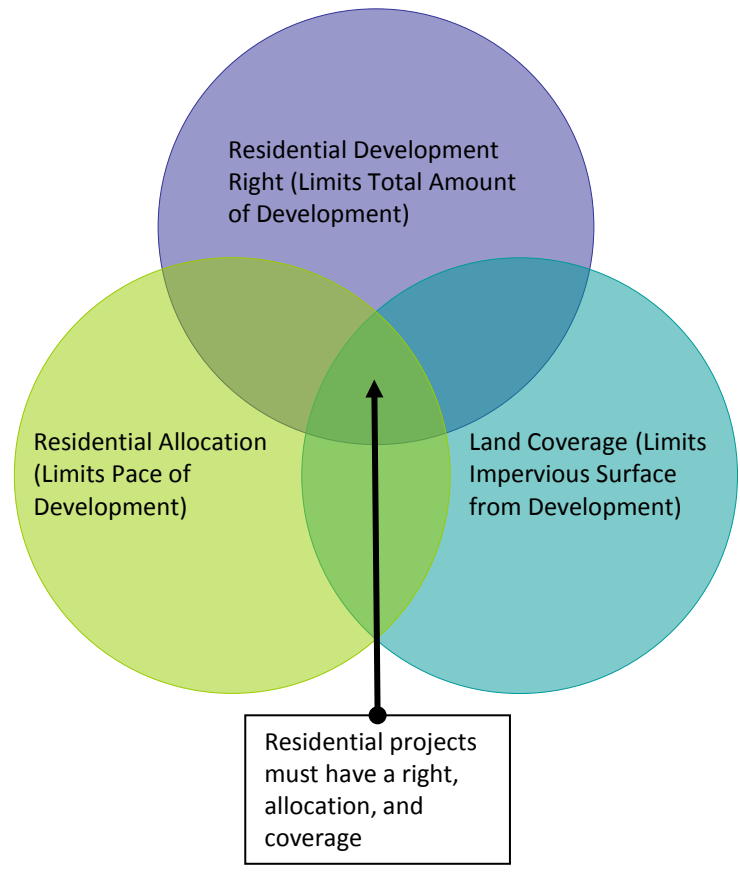 Residential Development
Right (Limits Total Amount
of Development)
Residential Allocation
(Limits Pace of
Development)
Land Coverage (Limits
Impervious Surface
from Development)
Residential projects
must have a right,
allocation, and
coverage